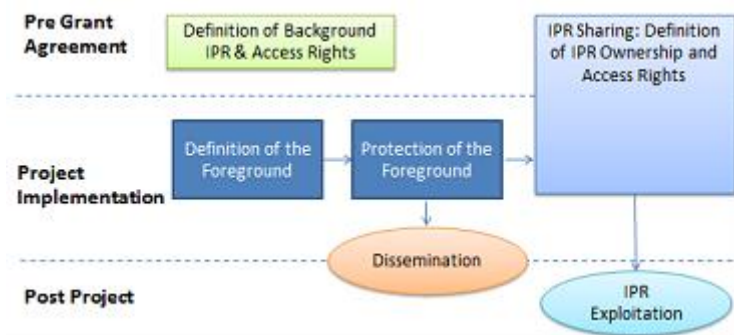 Pre Grant
Agreement
Definition of Background
IPR & Access Rights
IPR Sharing: Definition
of IPR Ownership and
Access Rights
Project
Implementation
Definition of the
Foreground
Protection of the
Foreground
Dissemination
Post Project
IPR
Exploitation